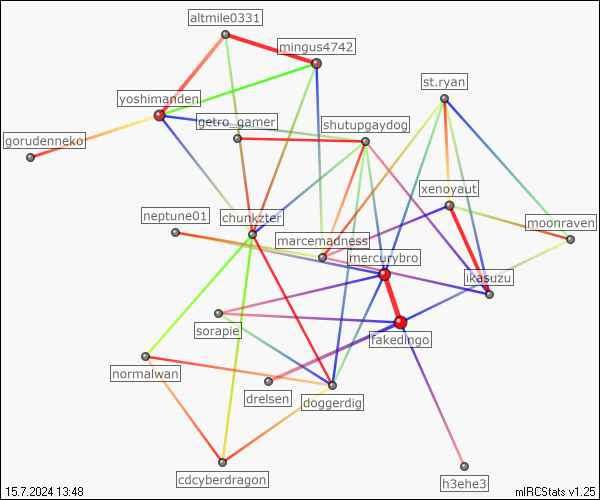 altmile0331
mingus4742
st.ryan
yoshimanden
getro_gamer
shutupgaydog
gorudenneko
xenoyaut
neptune01
chunkzter
moonraven
marcemadness
mercurybro
ikasuzu
sorapie
fakedingo
normalwan
drelsen
doggerdig
cdcyberdragon
h3ehe3
15.7.2024 13:48
mIRCStats v1.25